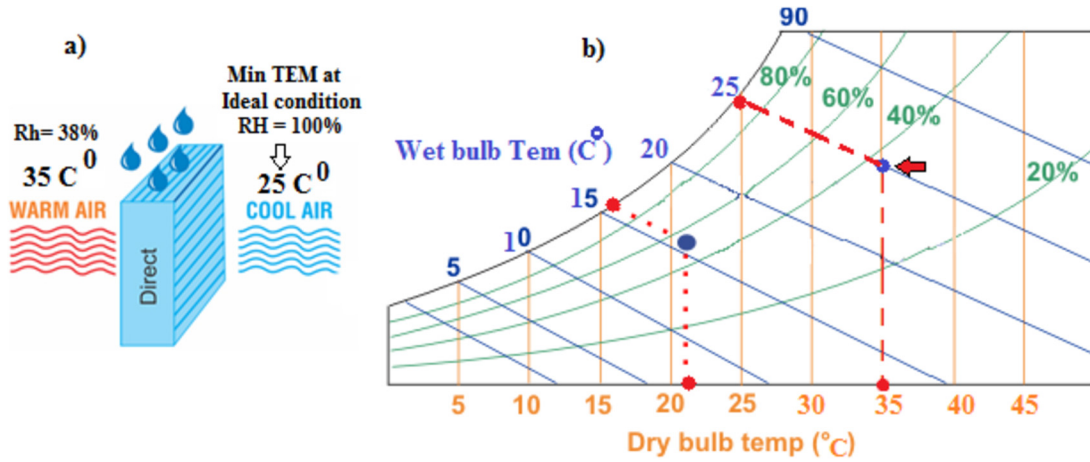 a)
Min TEM at
Ideal condition
RH = 100%
Rh= 38%
35 C⁰
25 C⁰
WARM AIR
COOL AIR
Direct
b)
90
80%
60%
40%
20%
25
Wet bulb Tem (C°)
20
15
10
5
5 10 15 20 25 30 35 40 45
Dry bulb temp (°C)